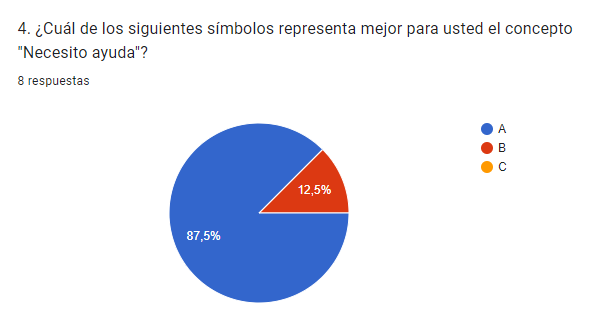 4. ¿Cuál de los siguientes símbolos representa mejor para usted el concepto
"Necesito ayuda"?
8 respuestas
A
B
C
12,5%
87,5%